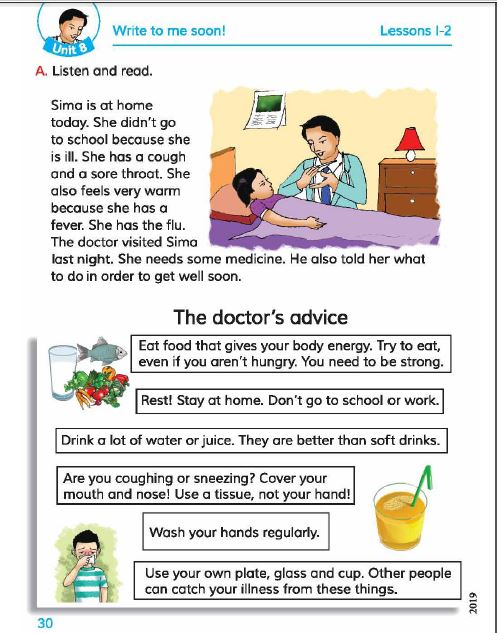 Unit 8
Write to me soon!
Lessons 1-2
A. Listen and read.
Sima is at home
today. She didn't go
to school because she
is ill. She has a cough
and a sore throat. She
also feels very warm
because she has a
fever. She has the flu.
The doctor visited Sima
last night. She needs some medicine. He also told her what
to do in order to get well soon.
The doctor's advice
Eat food that gives your body energy. Try to eat,
even if you aren't hungry. You need to be strong.
Rest! Stay at home. Don't go to school or work.
Drink a lot of water or juice. They are better than soft drinks.
Are you coughing or sneezing? Cover your
mouth and nose! Use a tissue, not your hand!
Wash your hands regularly.
Use your own plate, glass and cup. Other people
can catch your illness from these things.
2019
30